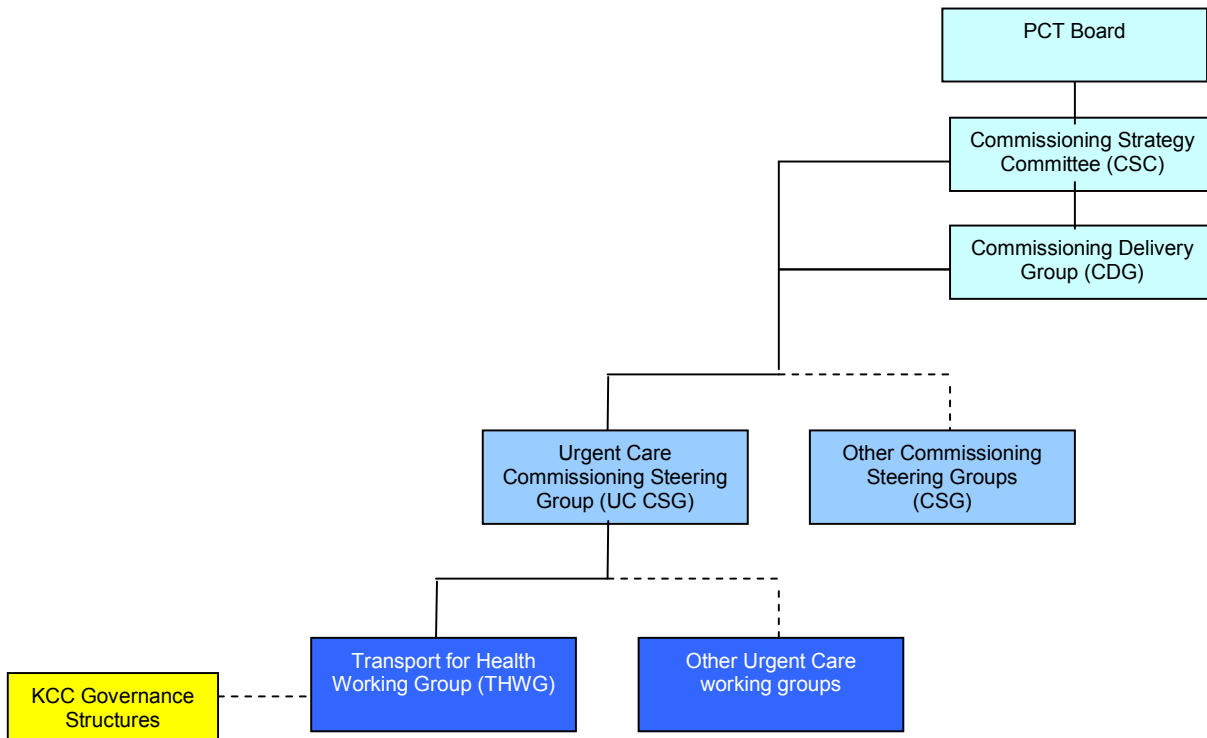 PCT Board
Commissioning Strategy
Committee (CSC)
Commissioning Delivery
Group (CDG)
Urgent Care
Commissioning Steering
Group (UC CSG)
Other Commissioning
Steering Groups
(CSG)
Transport for Health
Working Group (THWG)
Other Urgent Care
working groups
KCC Governance
Structures